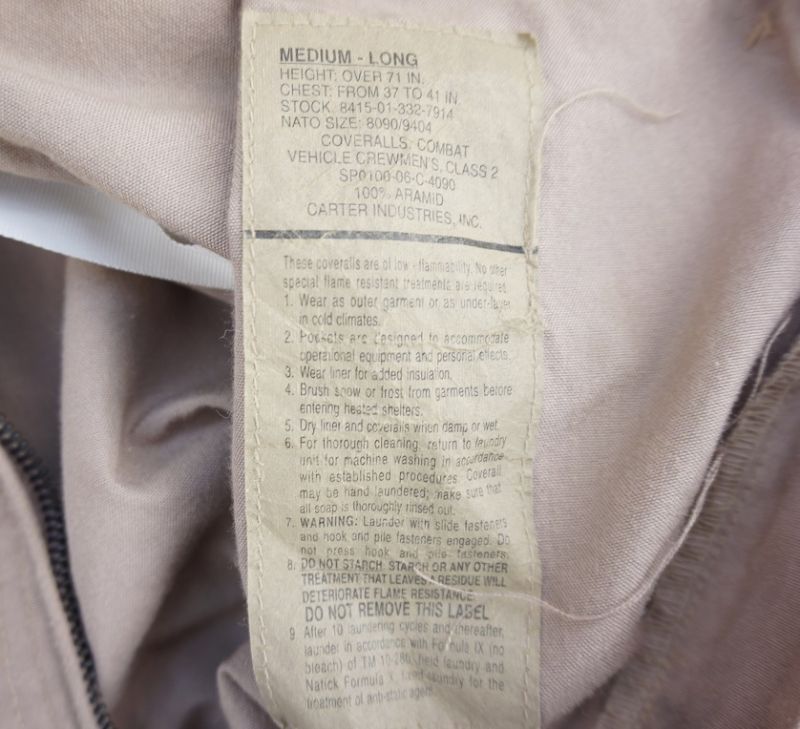 MEDIUM - LONG
HEIGHT: OVER 71 IN.
CHEST: FROM 37 TO 41 IN.
STOCK. 8415-01-332-7914
NATO SIZE: 8090/9404
COVERALLS, COMBAT
VEHICLE CREWMEN'S, CLASS 2
SP0100-06-C-4090
100% ARAMID
CARTER INDUSTRIES, INC.
These coveralls are of low - flammability. No other
special flame resistant treatments are required.
1. Wear as outer garment or as under-layer
in cold climates.
2. Pockets are designed to accommodate
operational equipment and personal effects.
3. Wear liner for added insulation.
4. Brush snow or frost from garments before
entering heated shelters.
5. Dry liner and coveralls when damp or wet.
6. For thorough cleaning, return to laundry
unit for machine washing in accordance
with established procedures. Coverall
may be hand laundered; make sure that
all soap is thoroughly rinsed out.
7. WARNING: Launder with slide fasteners
and hook and pile fasteners engaged. Do
not press hook and pile fasteners.
8. DO NOT STARCH. STARCH OR ANY OTHER
TREATMENT THAT LEAVES A RESIDUE WILL
DETERIORATE FLAME RESISTANCE.
DO NOT REMOVE THIS LABEL
9 After 10 laundering cycles and thereafter,
launder in accordance with Formula IX (no
bleach) of TM 10-280, field laundry and
Natick Formula X, fixed laundry for the
treatment of anti-static agent.